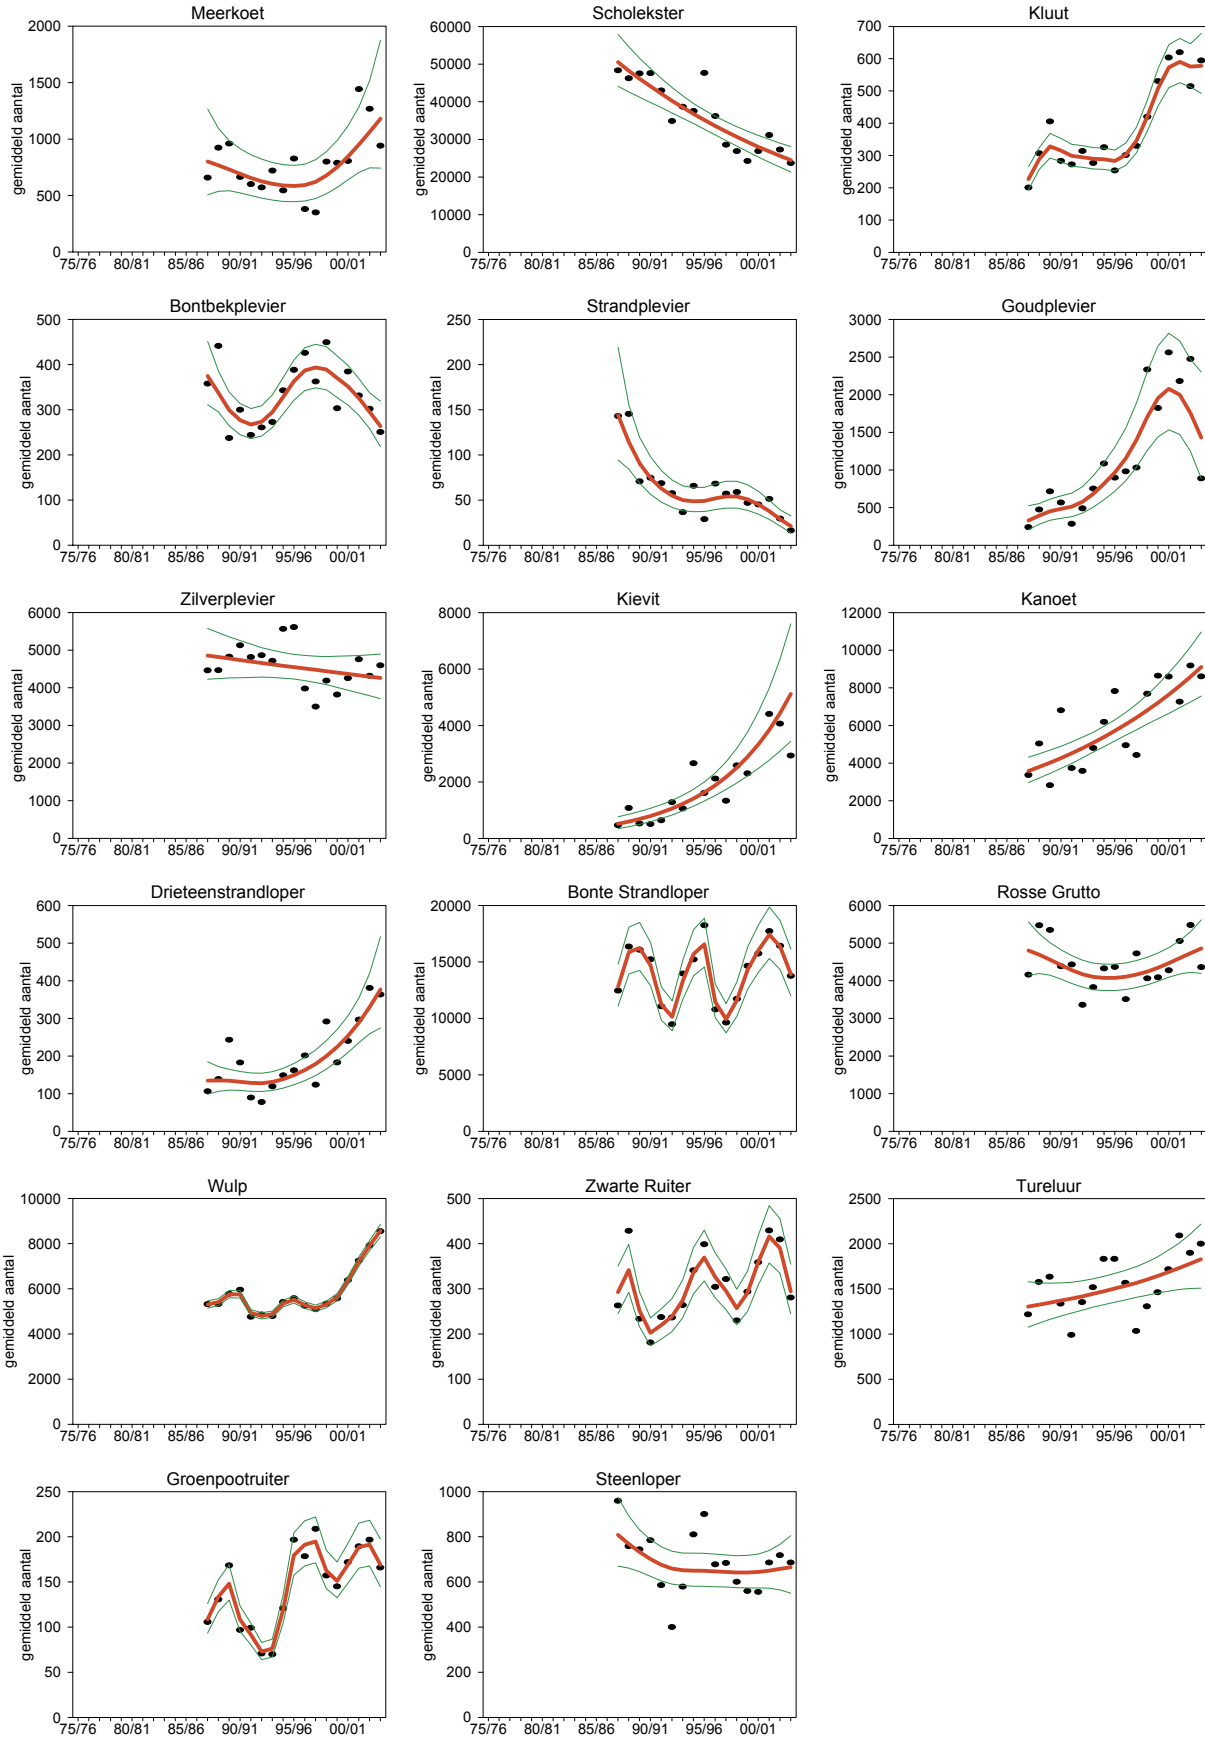 Meerkoet
gemiddeld aantal
2000
1500
1000
500
0
75/76 80/81 85/86 90/91 95/96 00/01
Scholekster
gemiddeld aantal
60000
50000
40000
30000
20000
10000
0
75/76 80/81 85/86 90/91 95/96 00/01
Kluut
gemiddeld aantal
700
600
500
400
300
200
100
0
75/76 80/81 85/86 90/91 95/96 00/01
Bontbekplevier
gemiddeld aantal
500
400
300
200
100
0
75/76 80/81 85/86 90/91 95/96 00/01
Strandplevier
gemiddeld aantal
250
200
150
100
50
0
75/76 80/81 85/86 90/91 95/96 00/01
Goudplevier
gemiddeld aantal
3000
2500
2000
1500
1000
500
0
75/76 80/81 85/86 90/91 95/96 00/01
Zilverplevier
gemiddeld aantal
6000
5000
4000
3000
2000
1000
0
75/76 80/81 85/86 90/91 95/96 00/01
Kievit
gemiddeld aantal
8000
6000
4000
2000
0
75/76 80/81 85/86 90/91 95/96 00/01
Kanoet
gemiddeld aantal
12000
10000
8000
6000
4000
2000
0
75/76 80/81 85/86 90/91 95/96 00/01
Drieteenstrandloper
gemiddeld aantal
600
500
400
300
200
100
0
75/76 80/81 85/86 90/91 95/96 00/01
Bonte Strandloper
gemiddeld aantal
20000
15000
10000
5000
0
75/76 80/81 85/86 90/91 95/96 00/01
Rosse Grutto
gemiddeld aantal
6000
5000
4000
3000
2000
1000
0
75/76 80/81 85/86 90/91 95/96 00/01
Wulp
gemiddeld aantal
10000
8000
6000
4000
2000
0
75/76 80/81 85/86 90/91 95/96 00/01
Zwarte Ruiter
gemiddeld aantal
500
400
300
200
100
0
75/76 80/81 85/86 90/91 95/96 00/01
Tureluur
gemiddeld aantal
2500
2000
1500
1000
500
0
75/76 80/81 85/86 90/91 95/96 00/01
Groenpootruiter
gemiddeld aantal
250
200
150
100
50
0
75/76 80/81 85/86 90/91 95/96 00/01
Steenloper
gemiddeld aantal
1000
800
600
400
200
0
75/76 80/81 85/86 90/91 95/96 00/01